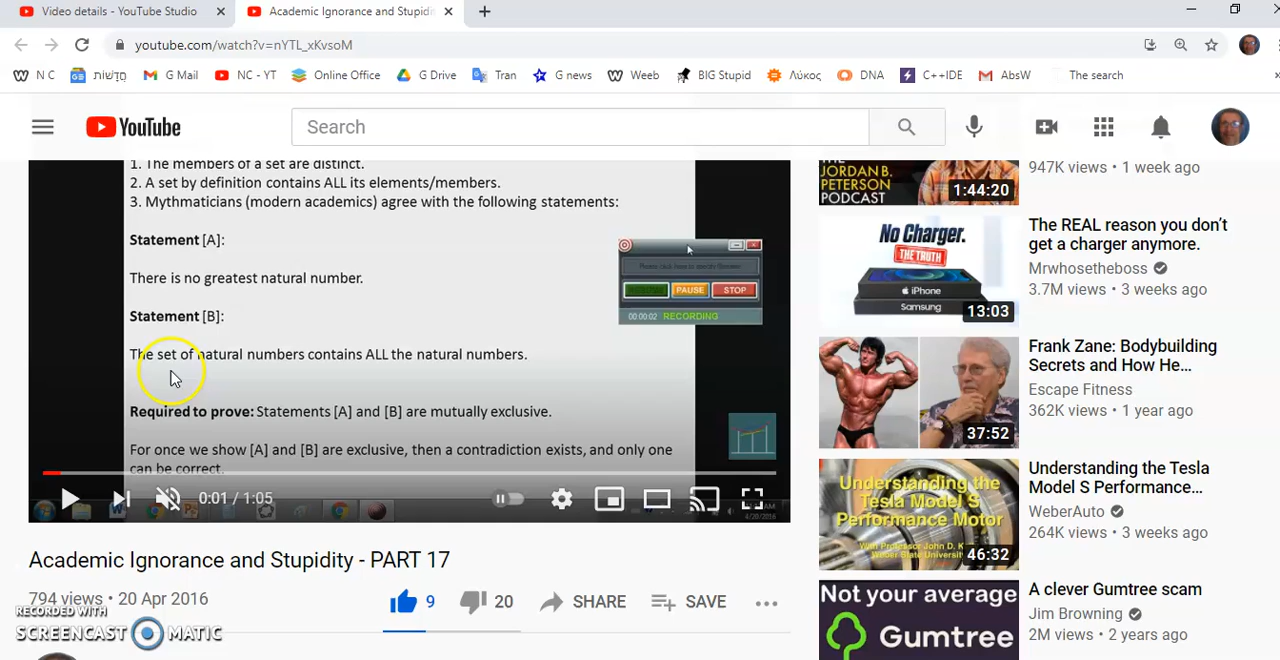 Video details - YouTube Studio
Academic Ignorance and Stupidi
youtube.com/watch?v=nYTL_xKvsoM
N C
חֲדָשׁוֹת
G Mail
NC - YT
Online Office
G Drive
Tran
G news
Weeb
BIG Stupid
Λύκος
DNA
C++IDE
AbsW
The search
YouTube
Search
1. The members of a set are distinct.
2. A set by definition contains ALL its elements/members.
3. Mythmaticians (modern academics) agree with the following statements:
Statement [A]:
There is no greatest natural number.
Statement [B]:
The set of natural numbers contains ALL the natural numbers.
Required to prove: Statements [A] and [B] are mutually exclusive.
For once we show [A] and [B] are exclusive, then a contradiction exists, and only one
can be correct.
PAUSE
STOP
00:00:02 RECORDING
0:01 / 1:05
4/20/2016
Academic Ignorance and Stupidity - PART 17
794 views • 20 Apr 2016
9
20
SHARE
SAVE
RECORDED WITH
SCREENCAST MATIC
THE
JORDAN B.
PETERSON
PODCAST
1:44:20
947K views • 1 week ago
No Charger.
THE TRUTH
iPhone
Samsung
13:03
The REAL reason you don't
get a charger anymore.
Mrwhosetheboss
3.7M views • 3 weeks ago
37:52
Frank Zane: Bodybuilding
Secrets and How He...
Escape Fitness
362K views • 1 year ago
Understanding the
Tesla Model S
Performance Motor
With Professor John D. K
Weber State University
46:32
Understanding the Tesla
Model S Performance...
WeberAuto
264K views • 3 weeks ago
Not your average
Gumtree
A clever Gumtree scam
Jim Browning
2M views • 2 years ago